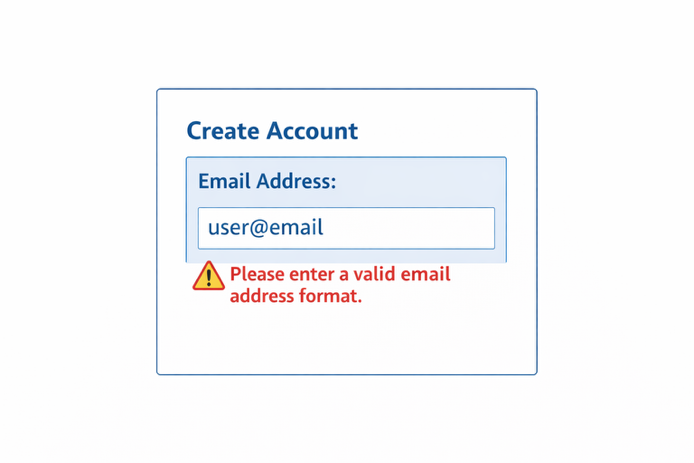 Create Account
Email Address:
user@email
Please enter a valid email
address format.